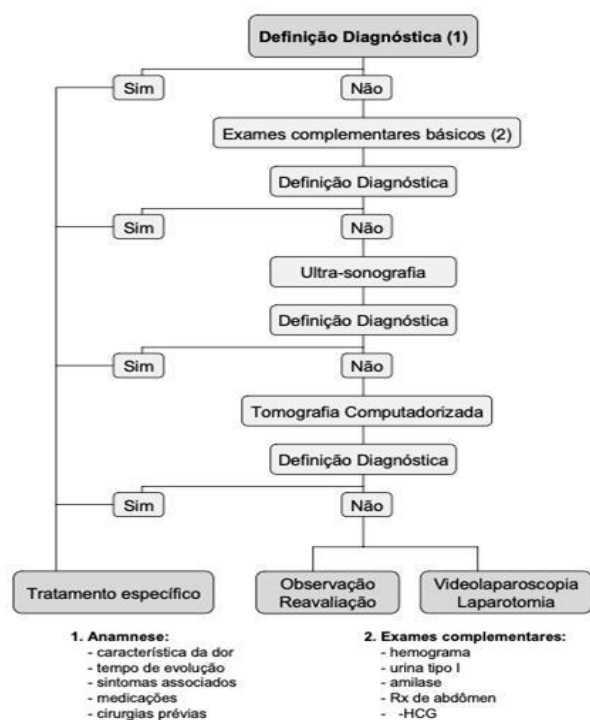 Definição Diagnóstica (1)
Sim
Não
Exames complementares básicos (2)
Definição Diagnóstica
Sim
Não
Ultra-sonografia
Definição Diagnóstica
Sim
Não
Tomografia Computadorizada
Definição Diagnóstica
Sim
Não
Tratamento específico
Observação
Reavaliação
Videolaparoscopia
Laparotomia
1. Anamnese:
- característica da dor
- tempo de evolução
- sintomas associados
- medicações
- cirurgias prévias
2. Exames complementares:
- hemograma
- urina tipo I
- amilase
- Rx de abdômen
- -HCG